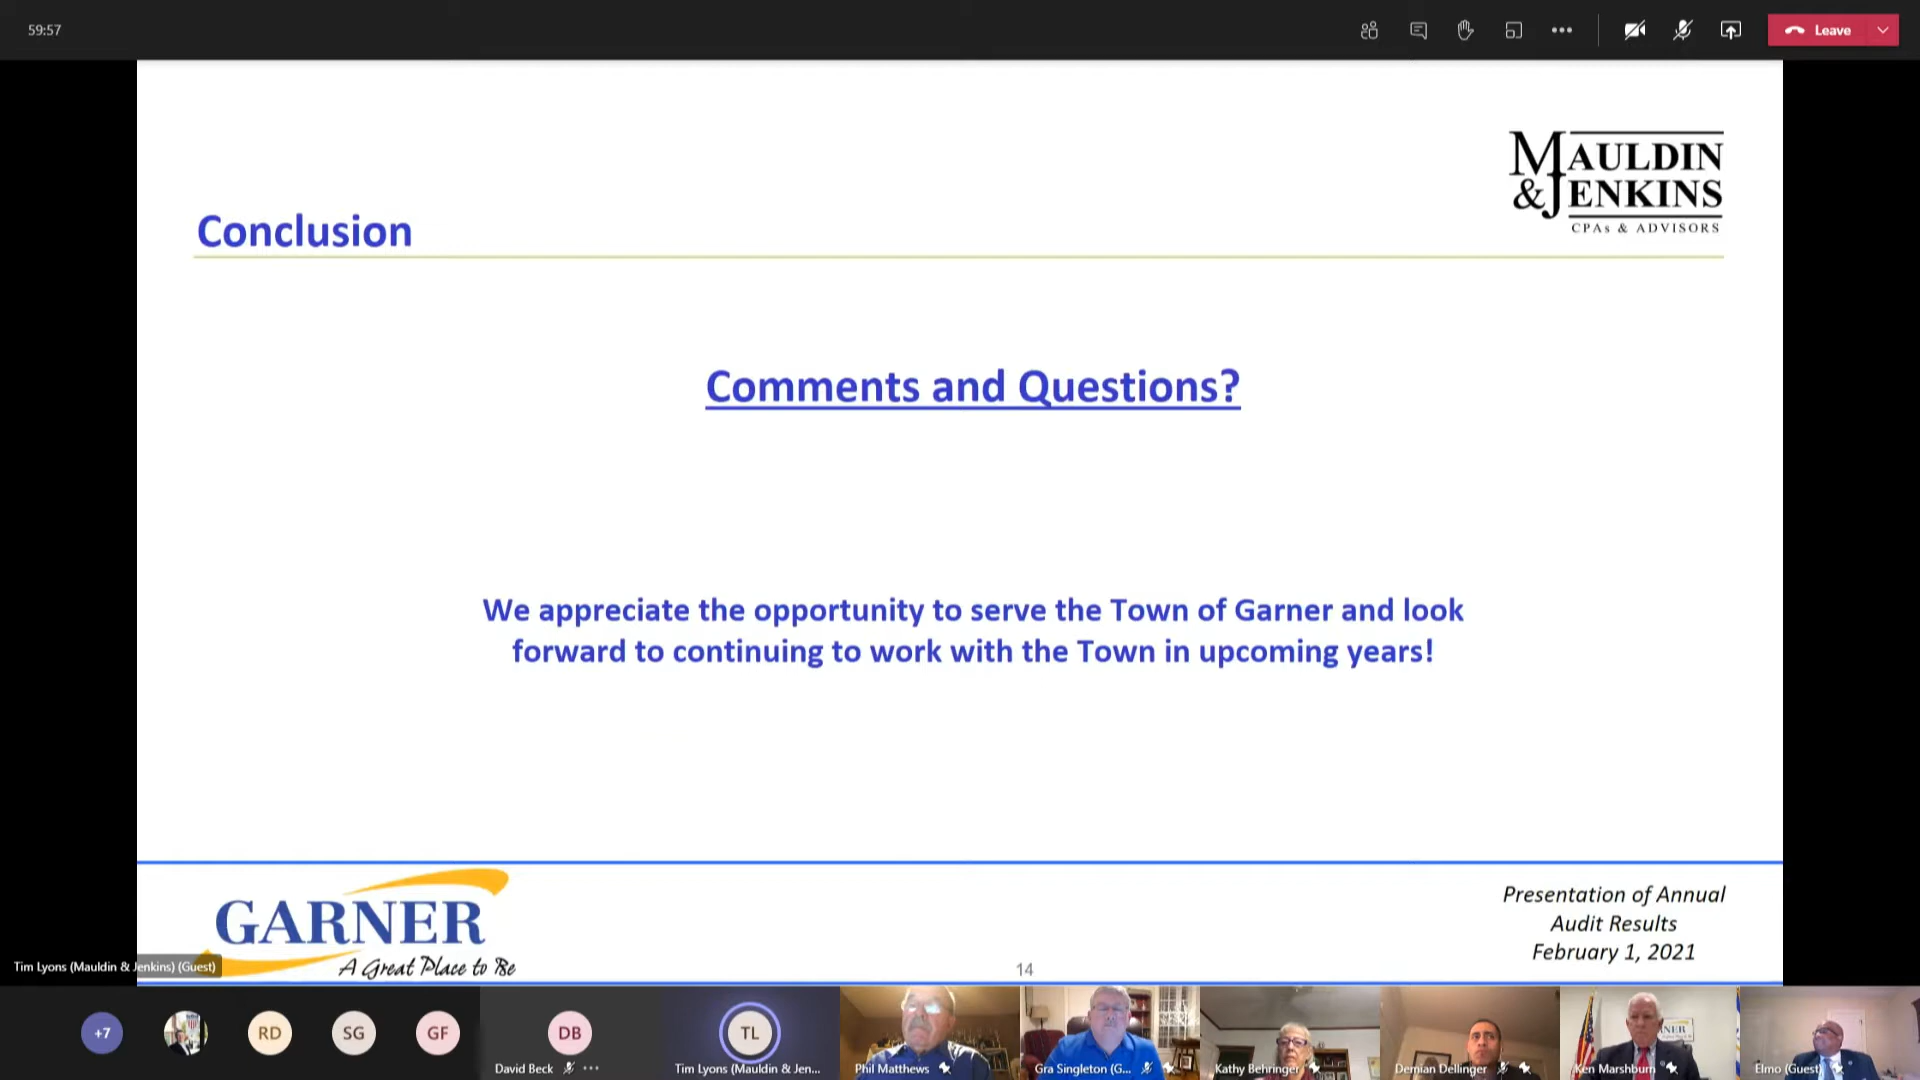 59:57
Leave
MAULDIN
& JENKINS
CPAs & ADVISORS
Conclusion
Comments and Questions?
We appreciate the opportunity to serve the Town of Garner and look
forward to continuing to work with the Town in upcoming years!
GARNER
A Great Place to Be
14
Presentation of Annual
Audit Results
February 1, 2021
Tim Lyons (Mauldin & Jenkins) (Guest)
+7
RD
SG
GF
DB
David Beck
TL
Tim Lyons (Mauldin & Jen...
Phil Matthews
Gra Singleton (G...
Kathy Behringer
Demian Dellinger
Ken Marshburn
Elmo (Guest)